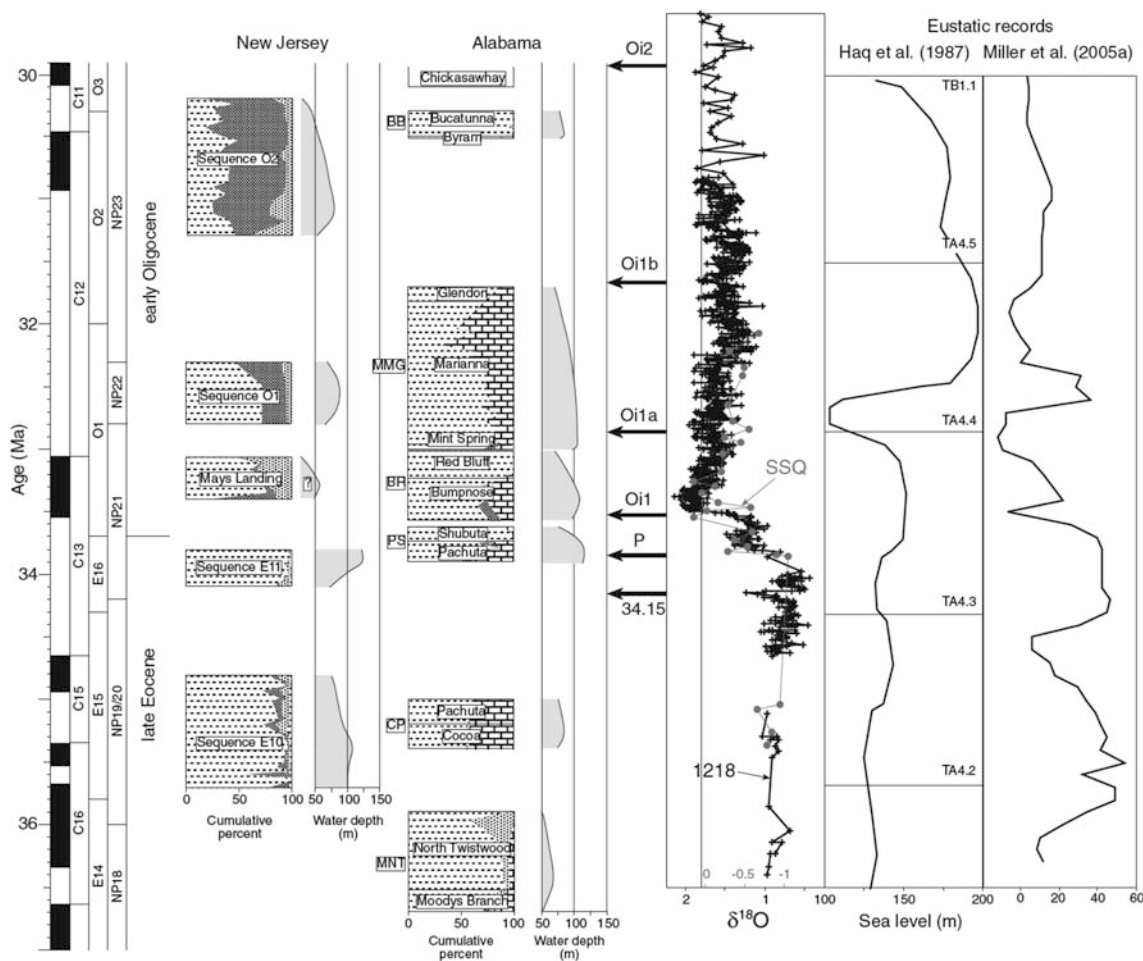 Eustatic records
New Jersey
Alabama
Haq et al. (1987)
Miller et al. (2005a)
Age (Ma)
30
32
34
36
C11
C12
C13
C15
C16
O3
O2
O1
E16
E15
E14
NP23
NP22
NP21
NP19/20
NP18
early Oligocene
late Eocene
Sequence O2
Sequence O1
Mays Landing
?
Sequence E11
Sequence E10
0
50
100
Cumulative
percent
50
100
150
Water depth
(m)
BB
MMG
PS
CP
MNT
Chickasawhay
Bucatunna
Byram
Glendon
Marianna
Mint Spring
Red Bluff
Bumpnose
Shubuta
Pachuta
Pachuta
Cocoa
North Twistwood
Moodys Branch
0
50
100
Cumulative
percent
50
100
150
Water depth
(m)
Oi2
Oi1b
Oi1a
Oi1
P
34.15
SSQ
1218
0
-0.5
-1
2
1
δ18O
TB1.1
TA4.5
TA4.4
TA4.3
TA4.2
100
150
200
Sea level (m)
0
20
40
60
Sea level (m)